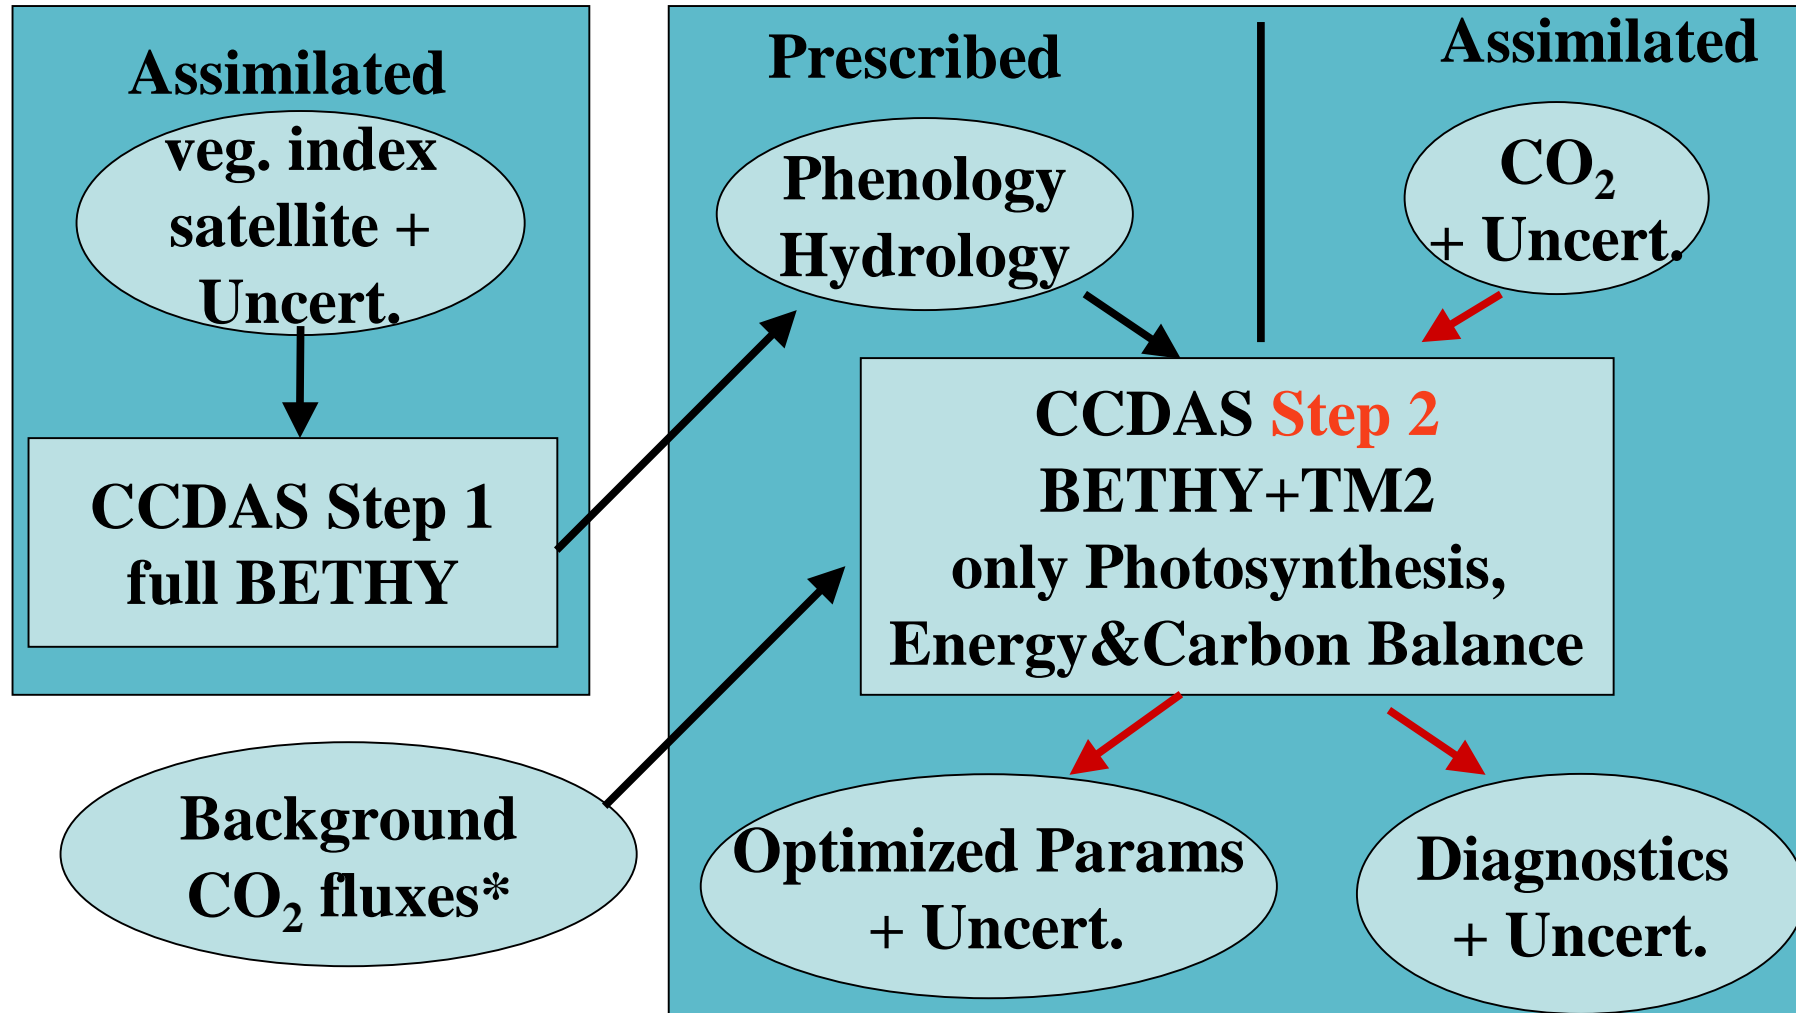 Assimilated
veg. index
satellite +
Uncert.
CCDAS Step 1
full BETHY
Background
CO₂ fluxes*
Prescribed
Assimilated
Phenology
Hydrology
CO₂
+ Uncert.
CCDAS Step 2
BETHY+TM2
only Photosynthesis,
Energy&Carbon Balance
Optimized Params
+ Uncert.
Diagnostics
+ Uncert.